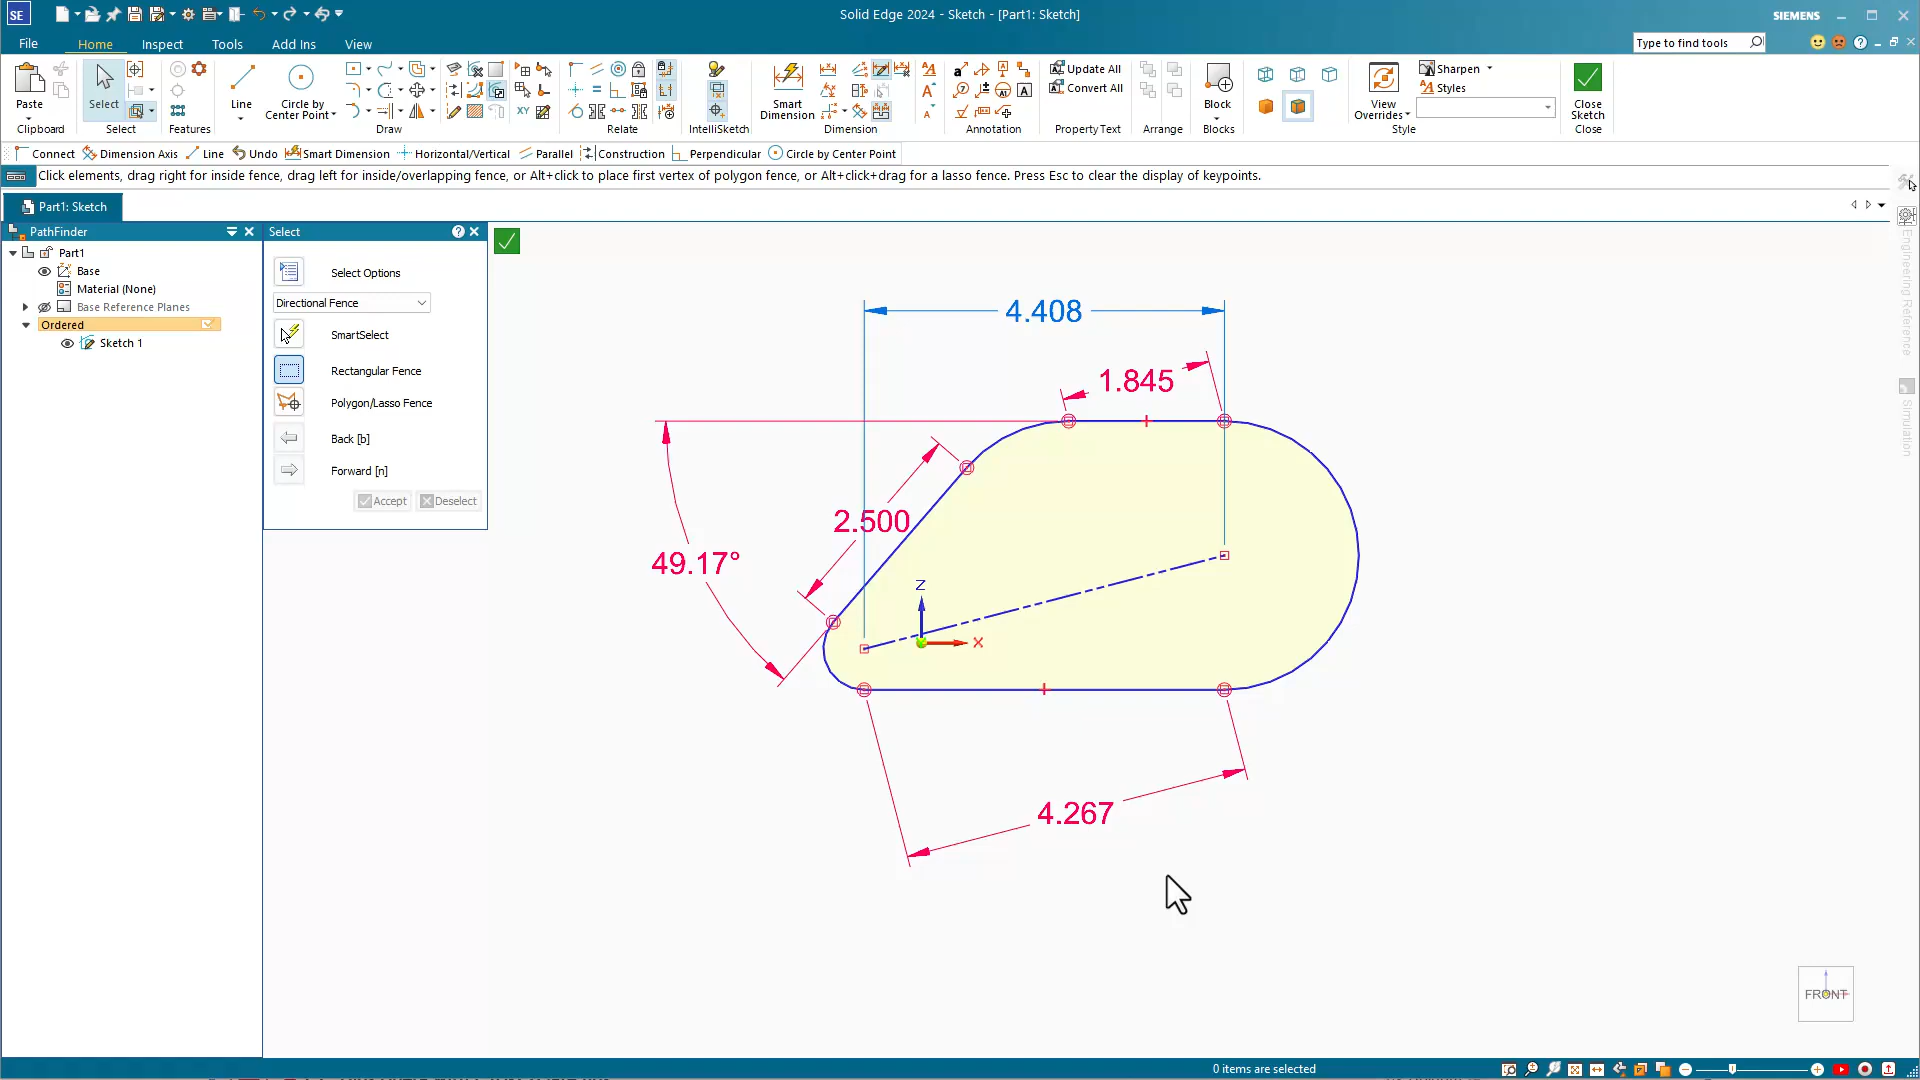 SE
Solid Edge 2024 - Sketch - [Part1: Sketch]
SIEMENS
File
Home
Inspect
Tools
Add Ins
View
Type to find tools
Paste
Clipboard
Select
Select
Features
Line
Circle by
Center Point
Draw
XY
Relate
IntelliSketch
Smart
Dimension
Dimension
Annotation
Update All
Convert All
PropertyText
Arrange
Block
Blocks
View
Overrides
Sharpen
Styles
Style
Close
Sketch
Close
Connect
Dimension Axis
Line
Undo
Smart Dimension
Horizontal/Vertical
Parallel
Construction
Perpendicular
Circle by Center Point
Click elements, drag right for inside fence, drag left for inside/overlapping fence, or Alt+click to place first vertex of polygon fence, or Alt+click+drag for a lasso fence. Press Esc to clear the display of keypoints.
Part1: Sketch
PathFinder
Part1
Base
Material (None)
Base Reference Planes
Ordered
Sketch 1
Select
Select Options
Directional Fence
SmartSelect
Rectangular Fence
Polygon/Lasso Fence
Back [b]
Forward [n]
Accept
Deselect
4.408
1.845
2.500
49.17°
Z
X
4.267
FRONT
Engineering Reference
Simulation
0 items are selected